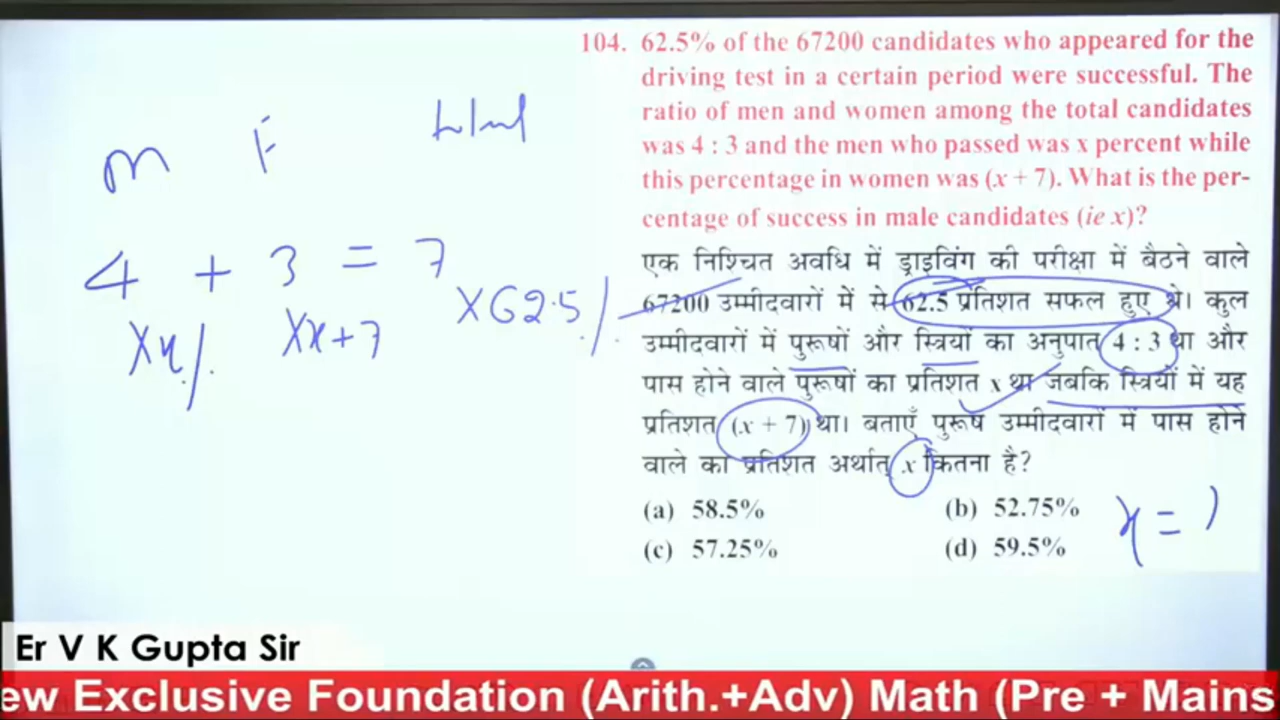 104. 62.5% of the 67200 candidates who appeared for the
driving test in a certain period were successful. The
ratio of men and women among the total candidates
was 4 : 3 and the men who passed was x percent while
this percentage in women was (x + 7). What is the per-
centage of success in male candidates (ie x)?
एक निश्चित अवधि में ड्राइविंग की परीक्षा में बैठने वाले
67200 उम्मीदवारों में से 62.5 प्रतिशत सफल हुए थे। कुल
उम्मीदवारों में पुरूषों और स्त्रियों का अनुपात 4 : 3 था और
पास होने वाले पुरूषों का प्रतिशत x था जबकि स्त्रियों में यह
प्रतिशत (x + 7) था। बताएँ पुरूष उम्मीदवारों में पास होने
वाले का प्रतिशत अर्थात् x कितना है?
(a) 58.5% (b) 52.75%
(c) 57.25% (d) 59.5%
x =
M F total
4 + 3 = 7
Xx% Xx+7 X62.5%
Er V K Gupta Sir
ew Exclusive Foundation (Arith.+Adv) Math (Pre + Mains